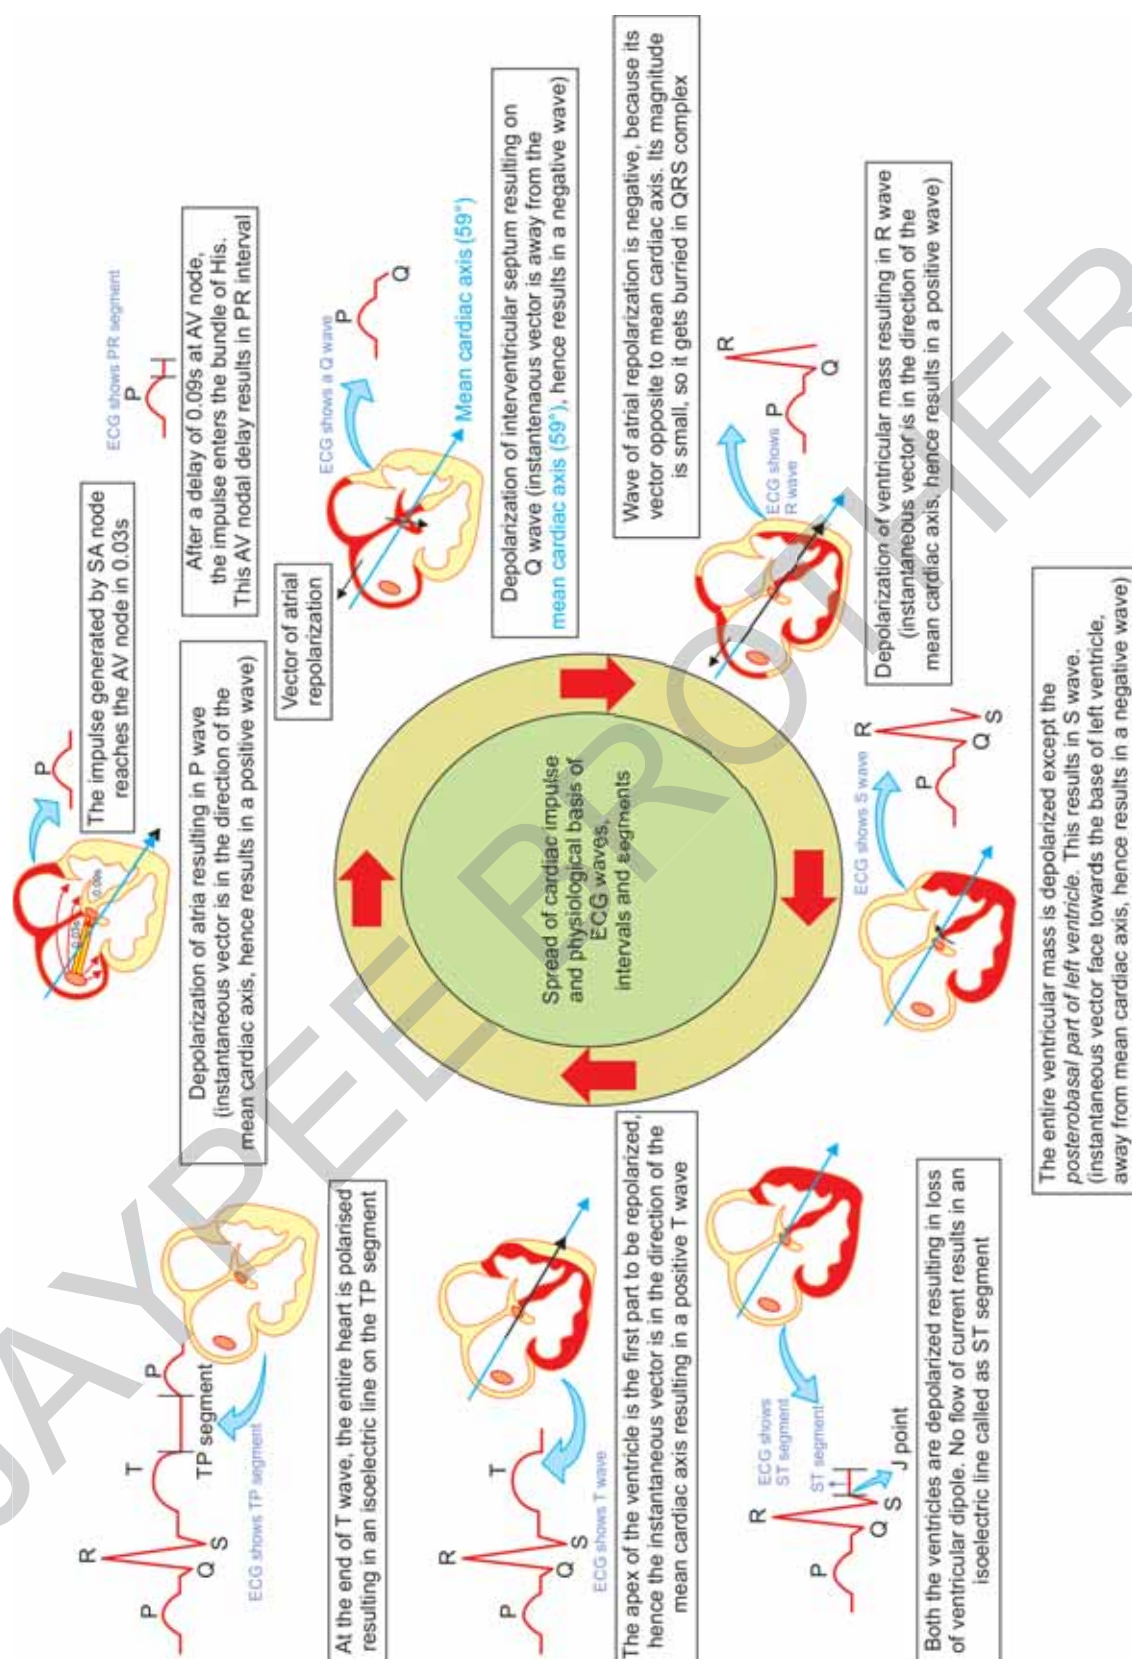 Spread of cardiac impulse
and physiological basis of
ECG waves,
intervals and segments
P
The impulse generated by SA node
reaches the AV node in 0.03s
0.03s
0.09s
Depolarization of atria resulting in P wave
(instantaneous vector is in the direction of the
mean cardiac axis, hence results in a positive wave)
ECG shows PR segment
P
After a delay of 0.09s at AV node,
the impulse enters the bundle of His.
This AV nodal delay results in PR interval
Vector of atrial
repolarization
ECG shows a Q wave
P
Q
Mean cardiac axis (59°)
Depolarization of interventricular septum resulting on
Q wave (instantenaous vector is away from the
mean cardiac axis (59°), hence results in a negative wave)
Wave of atrial repolarization is negative, because its
vector opposite to mean cardiac axis. Its magnitude
is small, so it gets burried in QRS complex
ECG shows
R wave
P
R
Q
Depolarization of ventricular mass resulting in R wave
(instantaneous vector is in the direction of the
mean cardiac axis, hence results in a positive wave)
ECG shows S wave
P
R
Q
S
The entire ventricular mass is depolarized except the
posterobasal part of left ventricle. This results in S wave.
(instantaneous vector face towards the base of left ventricle,
away from mean cardiac axis, hence results in a negative wave)
ECG shows
ST segment
ST segment
P
R
Q
S
J point
Both the ventricles are depolarized resulting in loss
of ventricular dipole. No flow of current results in an
isoelectric line called as ST segment
P
R
Q
S
T
ECG shows T wave
The apex of the ventricle is the first part to be repolarized,
hence the instantaneous vector is in the direction of the
mean cardiac axis resulting in a positive T wave
P
R
Q
S
T
P
TP segment
ECG shows TP segment
At the end of T wave, the entire heart is polarised
resulting in an isoelectric line on the TP segment
JAYPEE BROTHER